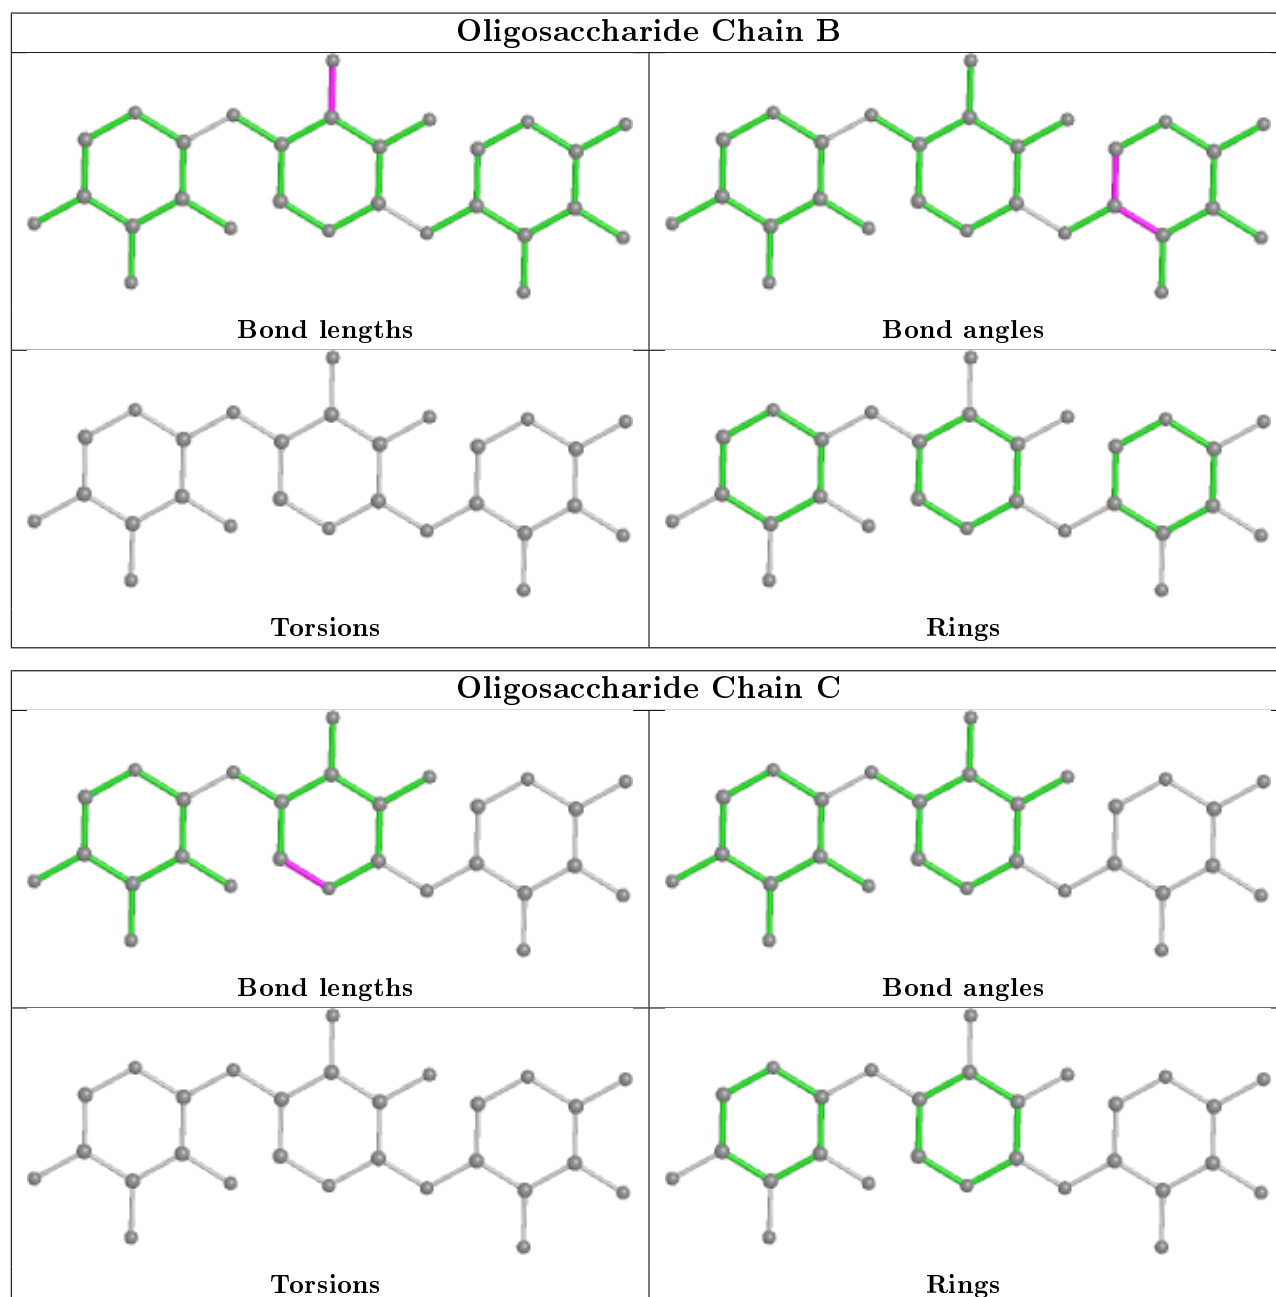 Oligosaccharide Chain B
Bond lengths
Bond angles
Torsions
Rings
Oligosaccharide Chain C
Bond lengths
Bond angles
Torsions
Rings